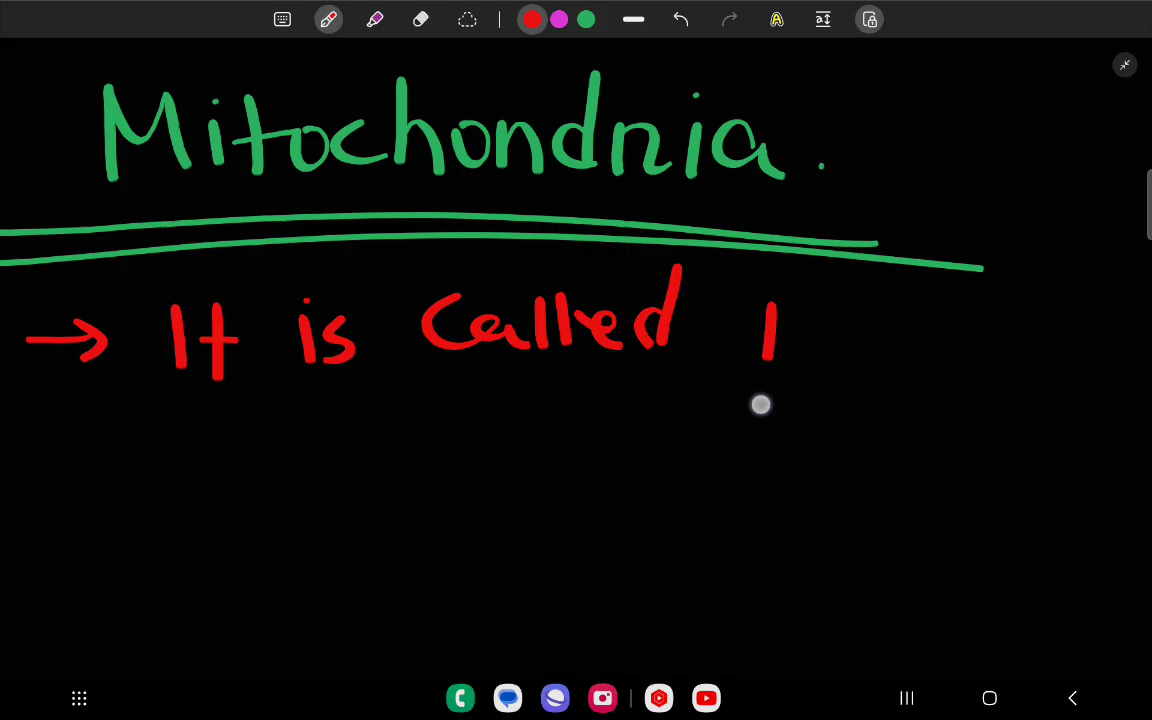 Mitochondria.
→ It is Called